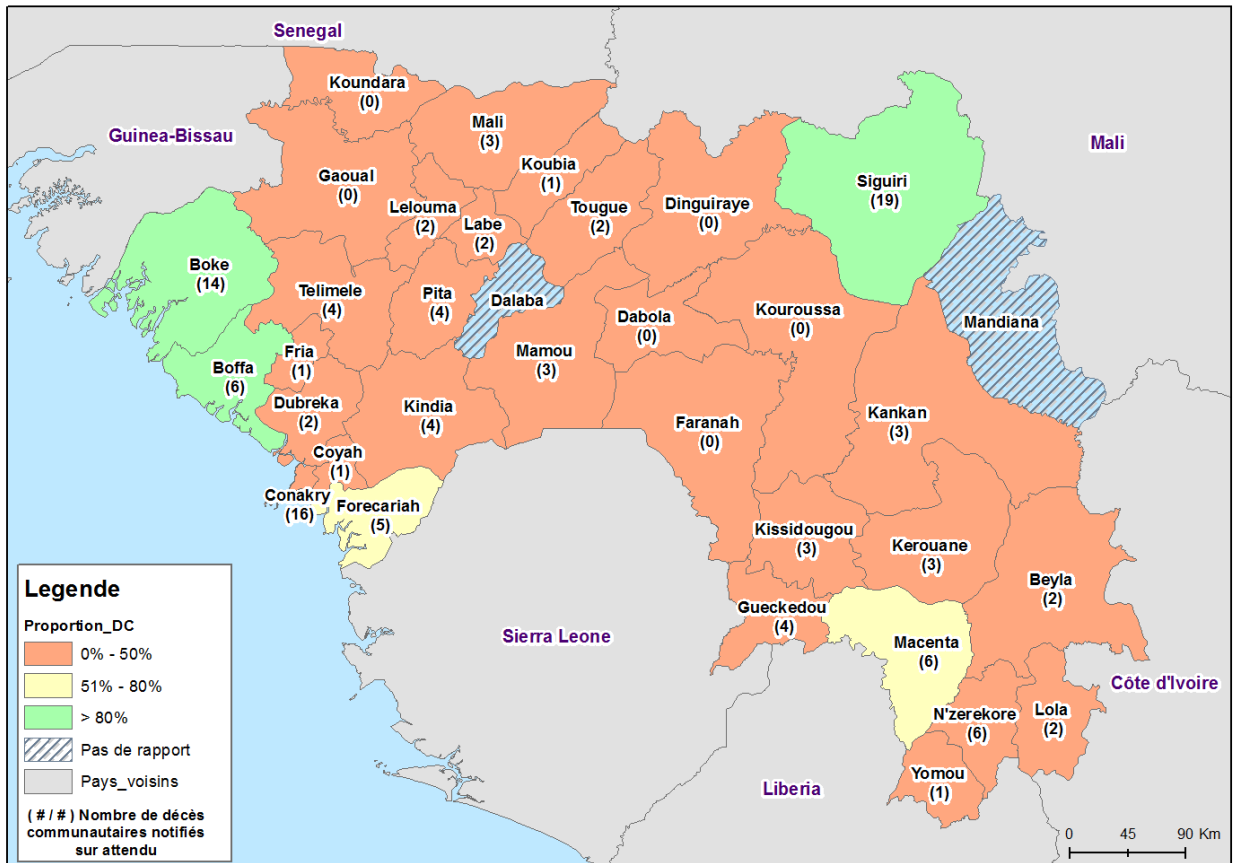 Senegal
Koundara
(0)
Guinea-Bissau
Mali
(3)
Mali
Koubia
(1)
Gaoual
(0)
Siguiri
(19)
Lelouma
(2)
Tougue
(2)
Dinguiraye
(0)
Labe
(2)
Boke
(14)
Telimele
(4)
Pita
(4)
Dalaba
Dabola
(0)
Kouroussa
(0)
Mandiana
Fria
(1)
Mamou
(3)
Boffa
(6)
Dubreka
(2)
Kindia
(4)
Kankan
(3)
Faranah
(0)
Coyah
(1)
Conakry
(16)
Forecariah
(5)
Kissidougou
(3)
Kerouane
(3)
Beyla
(2)
Gueckedou
(4)
Sierra Leone
Macenta
(6)
Côte d'Ivoire
N'zerekore
(6)
Lola
(2)
Yomou
(1)
Liberia
Legende
Proportion_DC
0% - 50%
51% - 80%
> 80%
Pas de rapport
Pays_voisins
( # / # ) Nombre de décès
communautaires notifiés
sur attendu
0 45 90 Km